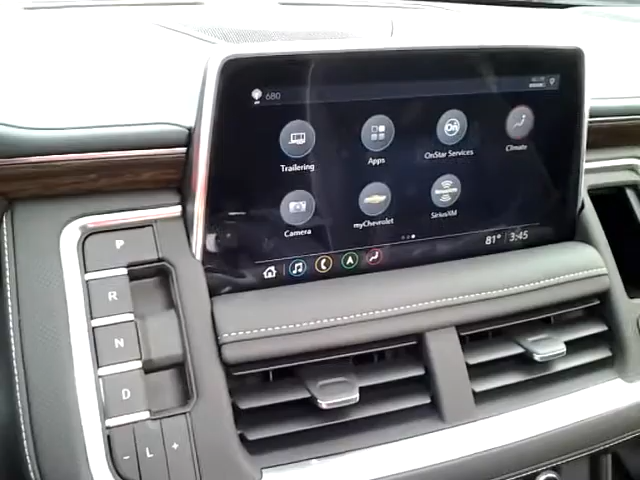 680
Trailering Apps OnStar Services Climate
Camera myChevrolet SiriusXM
81° 3:45
P
R
N
D
- L +